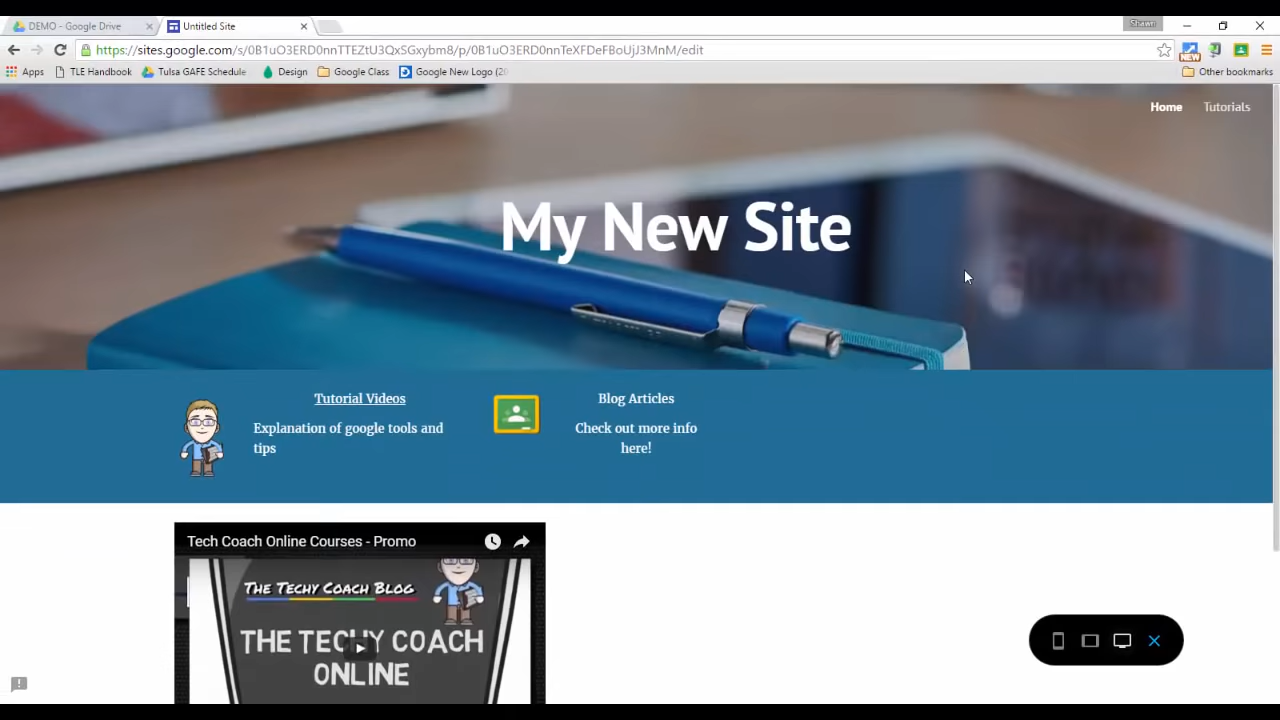 DEMO - Google Drive
Untitled Site
Shawn
https://sites.google.com/s/0B1uO3ERD0nnTTEZtU3QxSGxybm8/p/0B1uO3ERD0nnTeXFDeFBoUjJ3MnM/edit
NEW
Apps
TLE Handbook
Tulsa GAFE Schedule
Design
Google Class
Google New Logo (20
Other bookmarks
Home
Tutorials
My New Site
Tutorial Videos
Explanation of google tools and
tips
Blog Articles
Check out more info
here!
Tech Coach Online Courses - Promo
THE TECHY COACH BLOG
THE TECHY COACH
ONLINE